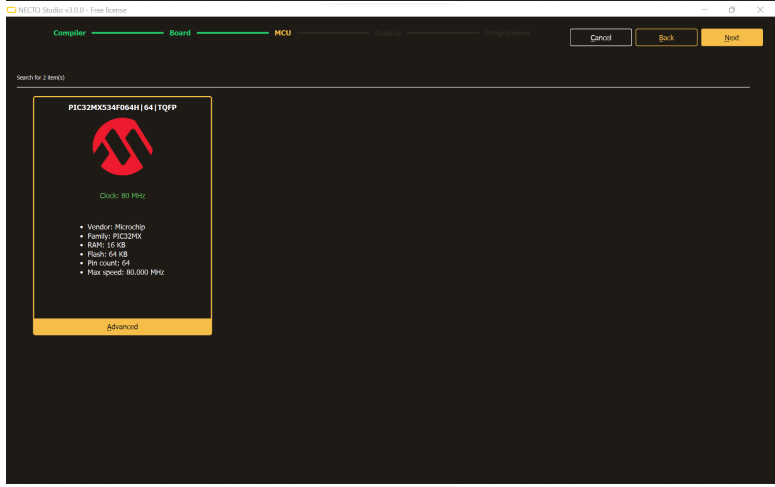 NECTO Studio v3.0.0 - Free license
Compiler Board MCU Display Programmer Cancel Back Next
Search for 2 item(s)
PIC32MX534F064H|64|TQFP
Clock: 80 MHz
• Vendor: Microchip
• Family: PIC32MX
• RAM: 16 KB
• Flash: 64 KB
• Pin count: 64
• Max speed: 80.000 MHz
Advanced